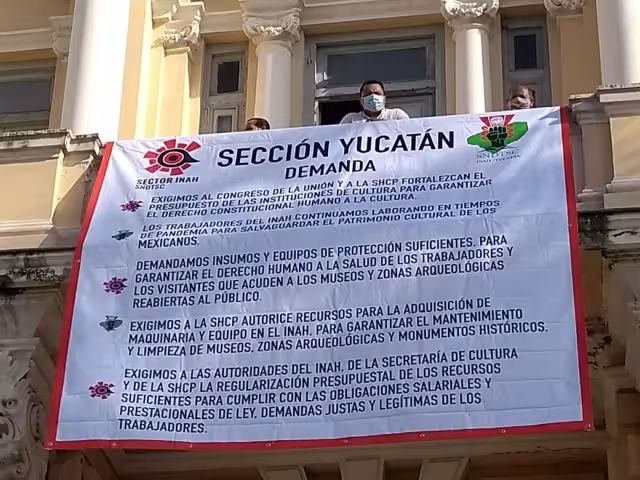 SECCIÓN YUCATÁN
DEMANDA
SECTOR INAH
SNDTSC
SNDTSC
INAH YUCATÁN
EXIGIMOS AL CONGRESO DE LA UNIÓN Y A LA SHCP FORTALEZCAN EL
PRESUPUESTO DE LAS INSTITUCIONES DE CULTURA PARA GARANTIZAR
EL DERECHO CONSTITUCIONAL HUMANO A LA CULTURA.
LOS TRABAJADORES DEL INAH CONTINUAMOS LABORANDO EN TIEMPOS
DE PANDEMIA PARA SALVAGUARDAR EL PATRIMONIO CULTURAL DE LOS
MEXICANOS.
DEMANDAMOS INSUMOS Y EQUIPOS DE PROTECCIÓN SUFICIENTES, PARA
GARANTIZAR EL DERECHO HUMANO A LA SALUD DE LOS TRABAJADORES Y
LOS VISITANTES QUE ACUDEN A LOS MUSEOS Y ZONAS ARQUEOLÓGICAS
REABIERTAS AL PÚBLICO.
EXIGIMOS A LA SHCP AUTORICE RECURSOS PARA LA ADQUISICIÓN DE
MAQUINARIA Y EQUIPO EN EL INAH, PARA GARANTIZAR EL MANTENIMIENTO
Y LIMPIEZA DE MUSEOS, ZONAS ARQUEOLÓGICAS Y MONUMENTOS HISTÓRICOS.
EXIGIMOS A LAS AUTORIDADES DEL INAH, DE LA SECRETARÍA DE CULTURA
Y DE LA SHCP LA REGULARIZACIÓN PRESUPUESTAL DE LOS RECURSOS
SUFICIENTES PARA CUMPLIR CON LAS OBLIGACIONES SALARIALES Y
PRESTACIONALES DE LEY, DEMANDAS JUSTAS Y LEGÍTIMAS DE LOS
TRABAJADORES.